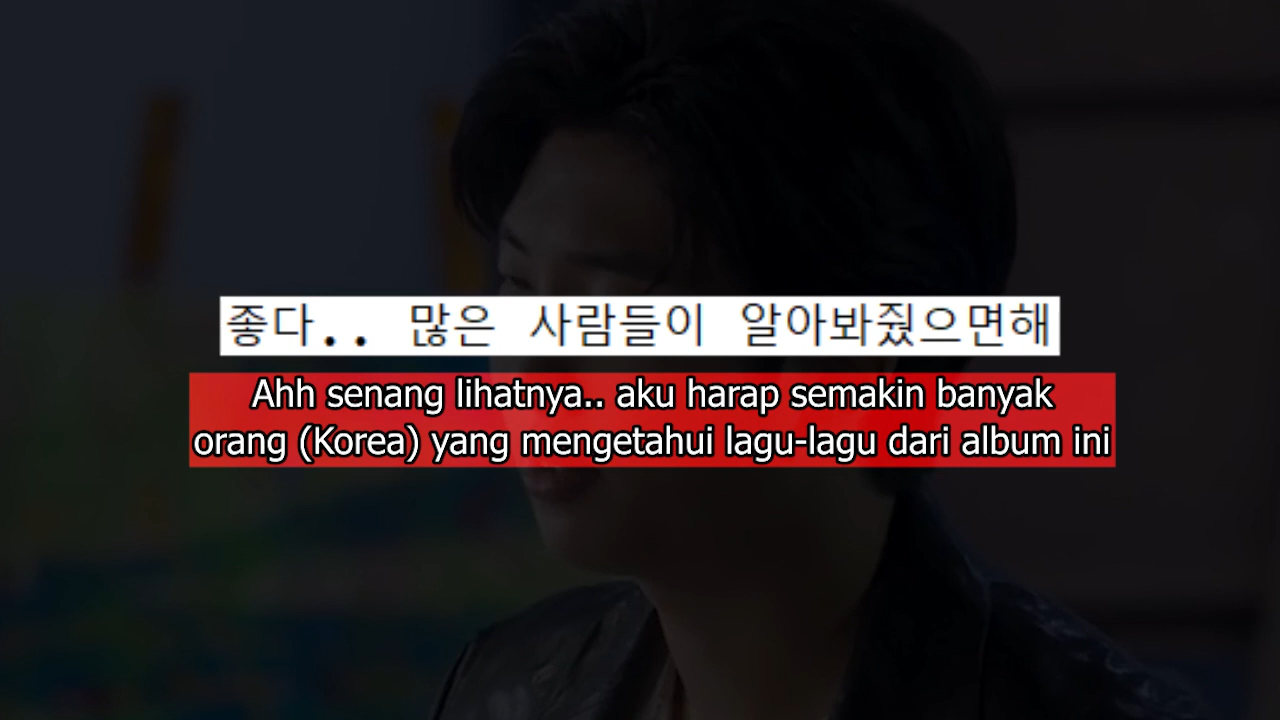 좋다.. 많은 사람들이 알아봐줬으면해
Ahh senang lihatnya.. aku harap semakin banyak
orang (Korea) yang mengetahui lagu-lagu dari album ini